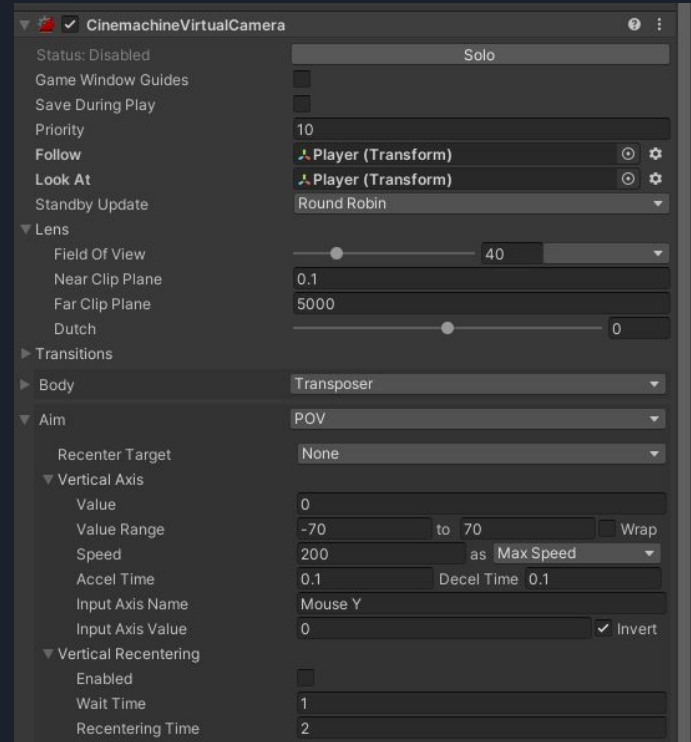 CinemachineVirtualCamera
Status: Disabled Solo
Game Window Guides
Save During Play
Priority 10
Follow Player (Transform)
Look At Player (Transform)
Standby Update Round Robin
Lens
Field Of View 40
Near Clip Plane 0.1
Far Clip Plane 5000
Dutch 0
Transitions
Body Transposer
Aim POV
Recenter Target None
Vertical Axis
Value 0
Value Range -70 to 70 Wrap
Speed 200 as Max Speed
Accel Time 0.1 Decel Time 0.1
Input Axis Name Mouse Y
Input Axis Value 0 Invert
Vertical Recentering
Enabled
Wait Time 1
Recentering Time 2